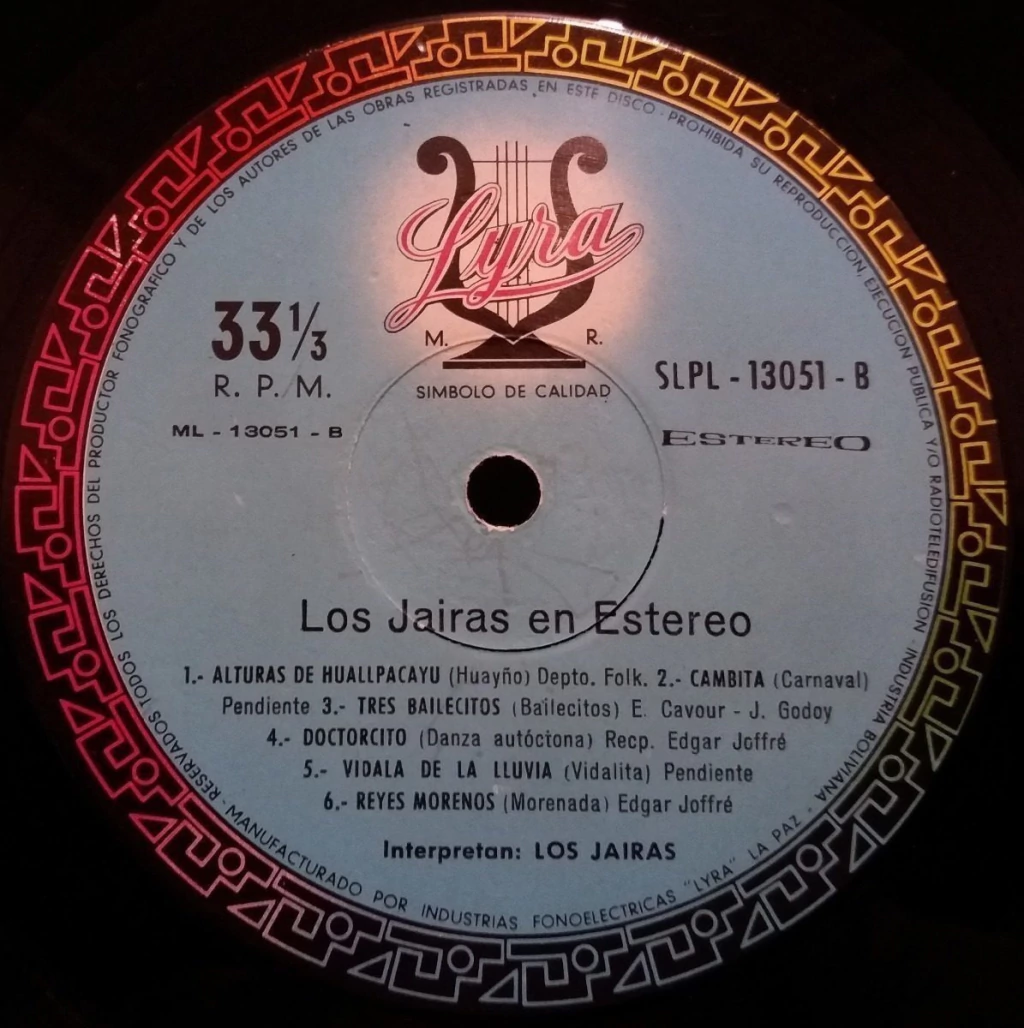 RESERVADOS TODOS LOS DERECHOS DEL PRODUCTOR FONOGRAFICO Y DE LOS AUTORES DE LAS OBRAS REGISTRADAS EN ESTE DISCO - PROHIBIDA SU REPRODUCCION, EJECUCION PUBLICA Y/O RADIOTELEDIFUSION - INDUSTRIA BOLIVIANA -
Lyra
M. R.
SIMBOLO DE CALIDAD
33 1/3
R. P. M.
ML - 13051 - B
SLPL - 13051 - B
ESTEREO
Los Jairas en Estereo
1.- ALTURAS DE HUALLPACAYU (Huayño) Depto. Folk. 2.- CAMBITA (Carnaval)
Pendiente 3.- TRES BAILECITOS (Bailecitos) E. Cavour - J. Godoy
4.- DOCTORCITO (Danza autóctona) Recp. Edgar Joffré
5.- VIDALA DE LA LLUVIA (Vidalita) Pendiente
6.- REYES MORENOS (Morenada) Edgar Joffré
Interpretan: LOS JAIRAS
MANUFACTURADO POR INDUSTRIAS FONOELECTRICAS "LYRA" LA PAZ -